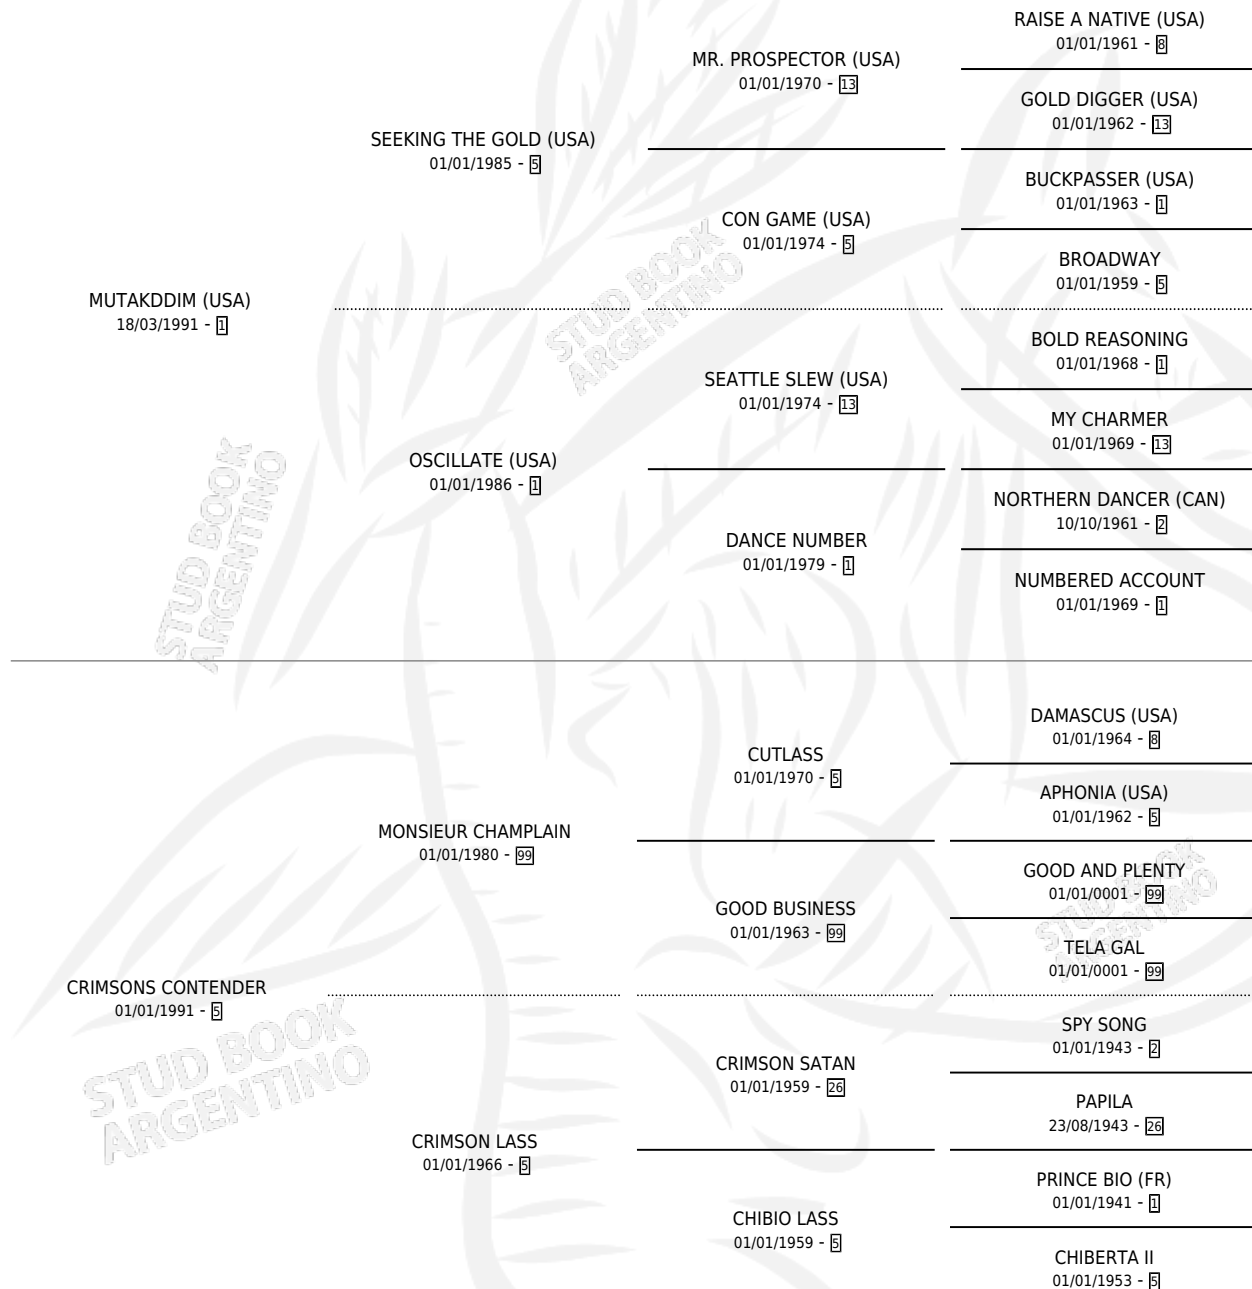 RAISE A NATIVE (USA)
01/01/1961 - 8
MR. PROSPECTOR (USA)
01/01/1970 - 13
GOLD DIGGER (USA)
01/01/1962 - 13
SEEKING THE GOLD (USA)
01/01/1985 - 5
BUCKPASSER (USA)
01/01/1963 - 1
CON GAME (USA)
01/01/1974 - 5
BROADWAY
01/01/1959 - 5
MUTAKDDIM (USA)
18/03/1991 - 1
BOLD REASONING
01/01/1968 - 1
SEATTLE SLEW (USA)
01/01/1974 - 13
MY CHARMER
01/01/1969 - 13
OSCILLATE (USA)
01/01/1986 - 1
NORTHERN DANCER (CAN)
10/10/1961 - 2
DANCE NUMBER
01/01/1979 - 1
NUMBERED ACCOUNT
01/01/1969 - 1
DAMASCUS (USA)
01/01/1964 - 8
CUTLASS
01/01/1970 - 5
APHONIA (USA)
01/01/1962 - 5
MONSIEUR CHAMPLAIN
01/01/1980 - 99
GOOD AND PLENTY
01/01/0001 - 99
GOOD BUSINESS
01/01/1963 - 99
TELA GAL
01/01/0001 - 99
CRIMSONS CONTENDER
01/01/1991 - 5
SPY SONG
01/01/1943 - 2
CRIMSON SATAN
01/01/1959 - 26
PAPILA
23/08/1943 - 26
CRIMSON LASS
01/01/1966 - 5
PRINCE BIO (FR)
01/01/1941 - 1
CHIBIO LASS
01/01/1959 - 5
CHIBERTA II
01/01/1953 - 5
STUD BOOK
ARGENTINO
STUD BOOK
ARGENTINO
STUD BOOK
ARGENTINO
STUD BOOK
ARGENTINO